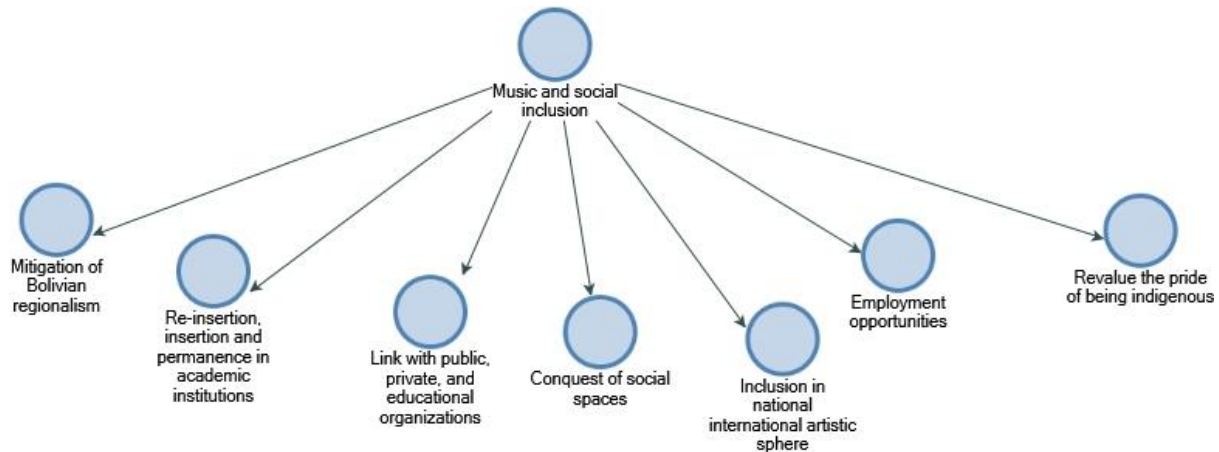 Music and social
inclusion
Mitigation of
Bolivian
regionalism
Re-insertion,
insertion and
permanence in
academic
institutions
Link with public,
private, and
educational
organizations
Conquest of social
spaces
Inclusion in
national
international artistic
sphere
Employment
opportunities
Revalue the pride
of being indigenous